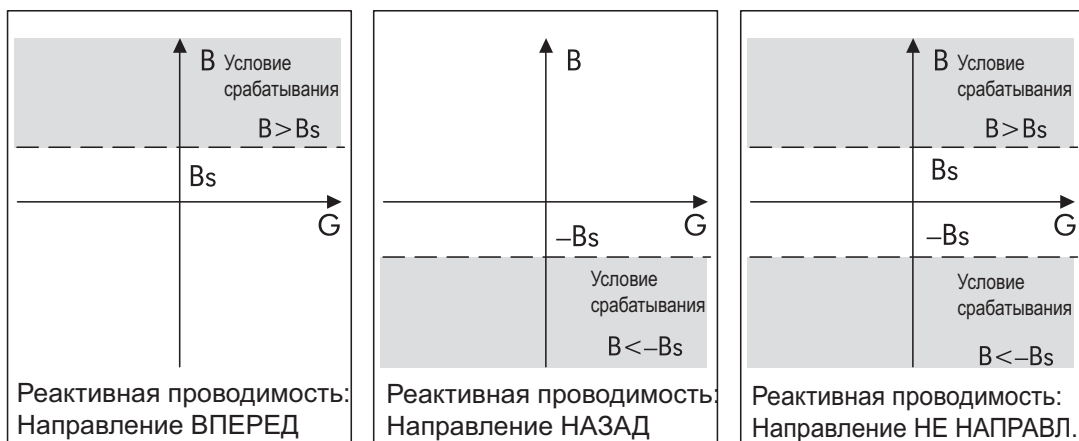 B Условие
срабатывания
B>Bs
Bs
G
Реактивная проводимость:
Направление ВПЕРЕД
B
G
–Bs
Условие
срабатывания
B<–Bs
Реактивная проводимость:
Направление НАЗАД
B Условие
срабатывания
B>Bs
Bs
G
–Bs
Условие
срабатывания
B<–Bs
Реактивная проводимость:
Направление НЕ НАПРАВЛ.